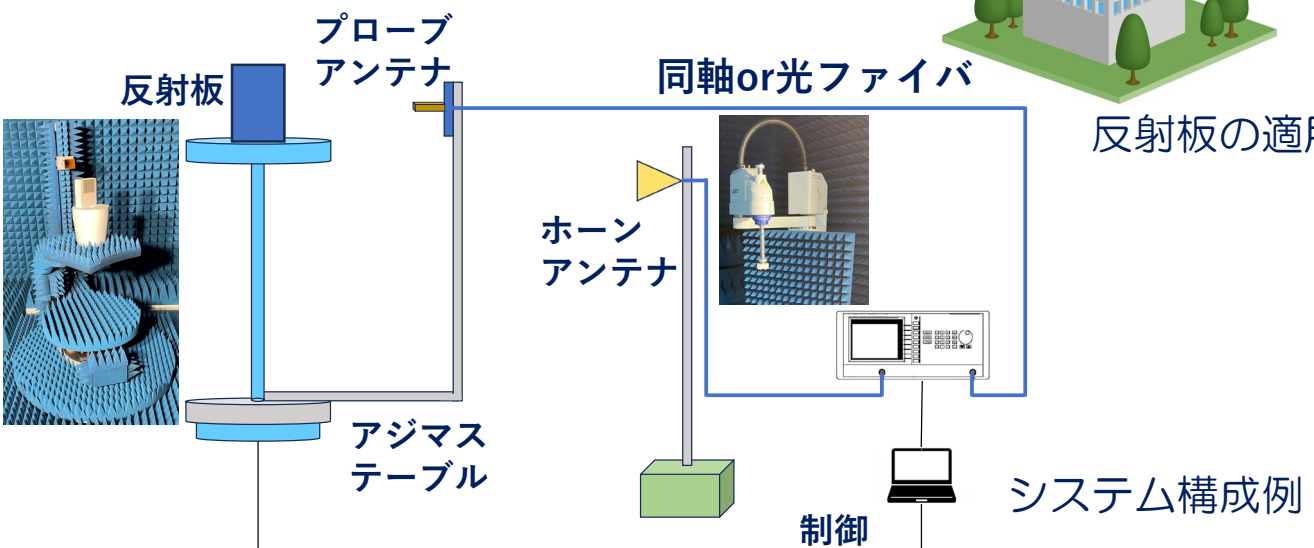 プローブ
アンテナ
反射板
同軸or光ファイバ
反射板の適用
ホーン
アンテナ
アジマス
テーブル
システム構成例
制御